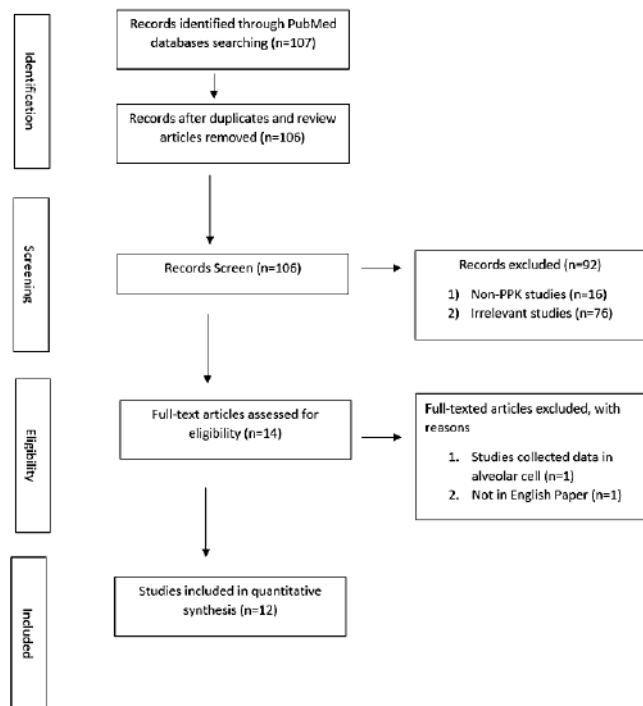 Identification
Records identified through PubMed
databases searching (n=107)
Records after duplicates and review
articles removed (n=106)
Screening
Records Screen (n=106)
Records excluded (n=92)
1) Non-PPK studies (n=16)
2) Irrelevant studies (n=76)
Eligibility
Full-text articles assessed for
eligibility (n=14)
Full-texted articles excluded, with
reasons
1. Studies collected data in
alveolar cell (n=1)
2. Not in English Paper (n=1)
Included
Studies included in quantitative
synthesis (n=12)